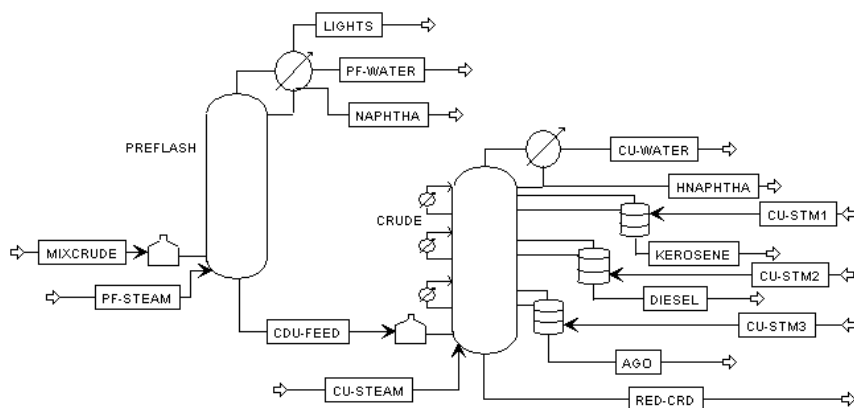 LIGHTS
PF-WATER
NAPHTHA
PREFLASH
CU-WATER
HNAPHTHA
CRUDE
CU-STM1
MIXCRUDE
KEROSENE
PF-STEAM
CU-STM2
DIESEL
CDU-FEED
CU-STM3
AGO
CU-STEAM
RED-CRD